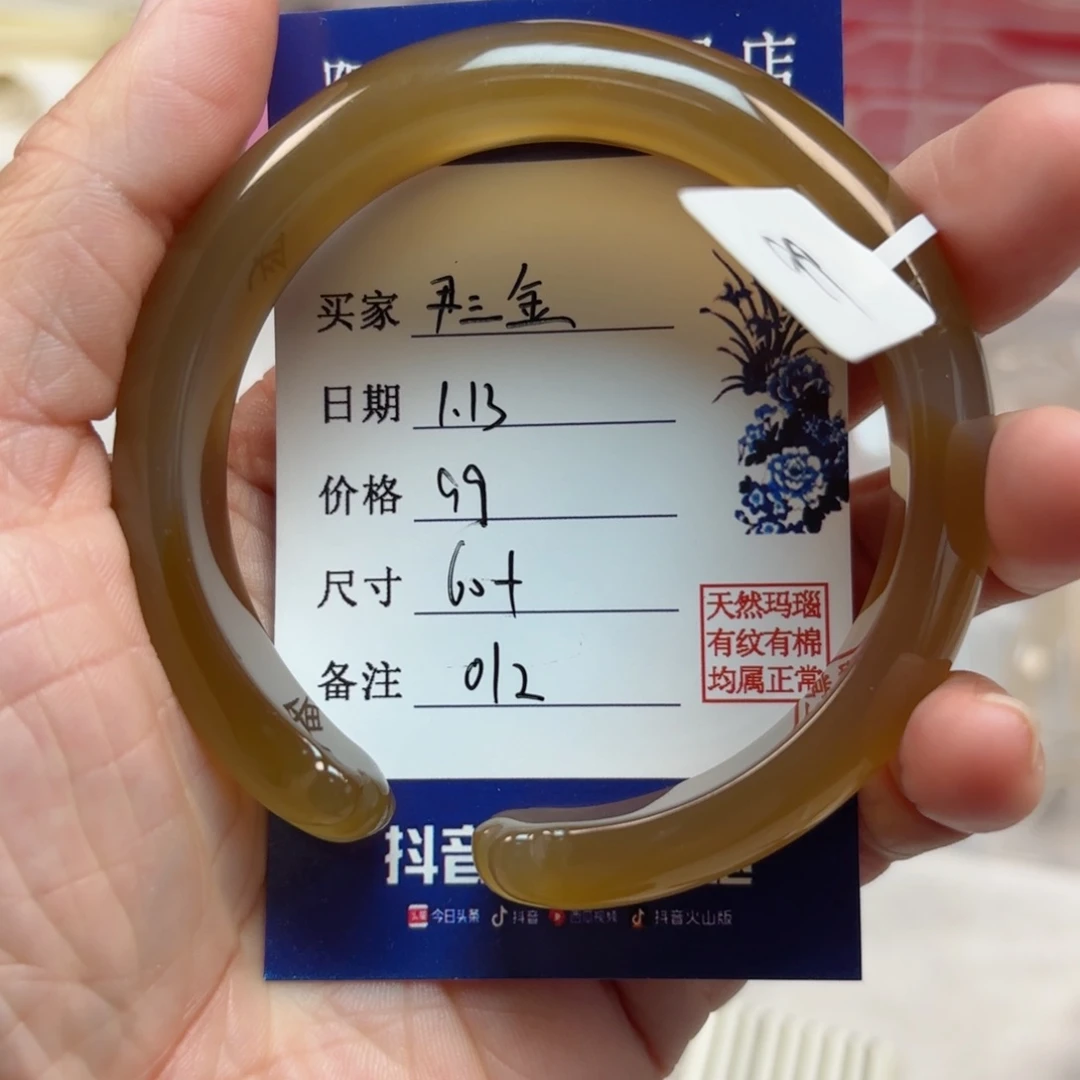 店
买家 尹三金
日期 1.13
价格 99
尺寸 60+
备注 012
天然玛瑙
有纹有棉
均属正常
抖音
今日头条 抖音 西瓜视频 抖音火山版